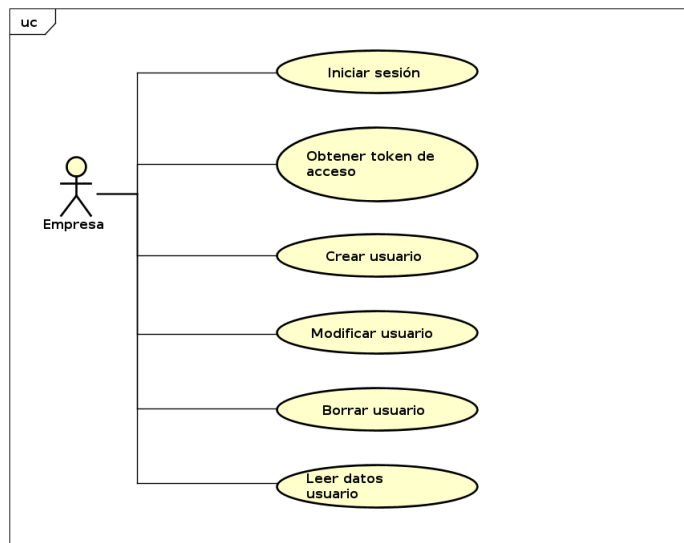 uc
Iniciar sesión
Obtener token de
acceso
Empresa
Crear usuario
Modificar usuario
Borrar usuario
Leer datos
usuario